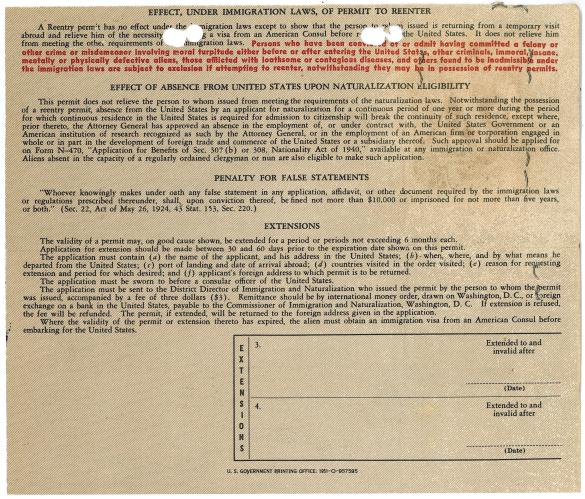 EFFECT, UNDER IMMIGRATION LAWS, OF PERMIT TO REENTER
A Reentry permit has no effect under the immigration laws except to show that the person to whom issued is returning from a temporary visit
abroad and relieve him of the necessity a visa from an American Consul before the United States. It does not relieve him
from meeting the other requirements of immigration laws. Persons who have been convicted of or admit having committed a felony or
other crime or misdemeanor involving moral turpitude either before or after entering the United States, other criminals, immoral, insane,
mentally or physically defective aliens, those afflicted with loathsome or contagious diseases, and others found to be inadmissible under
the immigration laws are subject to exclusion if attempting to reenter, notwithstanding they may be in possession of reentry permits.
EFFECT OF ABSENCE FROM UNITED STATES UPON NATURALIZATION ELIGIBILITY
This permit does not relieve the person to whom issued from meeting the requirements of the naturalization laws. Notwithstanding the possession
of a reentry permit, absence from the United States by an applicant for naturalization for a continuous period of one year or more during the period
for which continuous residence in the United States is required for admission to citizenship will break the continuity of such residence, except where,
prior thereto, the Attorney General has approved an absence in the employment of, or under contract with, the United States Government or an
American institution of research recognized as such by the Attorney General, or in the employment of an American firm or corporation engaged in
whole or in part in the development of foreign trade and commerce of the United States or a subsidiary thereof. Such approval should be applied for
on Form N-470, "Application for Benefits of Sec. 307(b) or 308, Nationality Act of 1940," available at any immigration or naturalization office.
Aliens absent in the capacity of a regularly ordained clergyman or nun are also eligible to make such application.
PENALTY FOR FALSE STATEMENTS
"Whoever knowingly makes under oath any false statement in any application, affidavit, or other document required by the immigration laws
or regulations prescribed thereunder, shall, upon conviction thereof, be fined not more than $10,000 or imprisoned for not more than five years,
or both." (Sec. 22, Act of May 26, 1924, 43 Stat. 153, Sec. 220.)
EXTENSIONS
The validity of a permit may, on good cause shown, be extended for a period or periods not exceeding 6 months each.
Application for extension should be made between 30 and 60 days prior to the expiration date shown on this permit.
The application must contain (a) the name of the applicant, and his address in the United States; (b) when, where, and by what means he
departed from the United States; (c) port of landing and date of arrival abroad; (d) countries visited in the order visited; (e) reason for requesting
extension and period for which desired; and (f) applicant's foreign address to which permit is to be returned.
The application must be sworn to before a consular officer of the United States.
The application must be sent to the District Director of Immigration and Naturalization who issued the permit by the person to whom the permit
was issued, accompanied by a fee of three dollars ($3). Remittance should be by international money order, drawn on Washington, D. C., or foreign
exchange on a bank in the United States, payable to the Commissioner of Immigration and Naturalization, Washington, D. C. If extension is refused,
the fee will be refunded. The permit, if extended, will be returned to the foreign address given in the application.
Where the validity of the permit or extension thereto has expired, the alien must obtain an immigration visa from an American Consul before
embarking for the United States.
EXTENSIONS
3.
Extended to and
invalid after
(Date)
4.
Extended to and
invalid after
(Date)
U. S. GOVERNMENT PRINTING OFFICE: 1951-O-957595